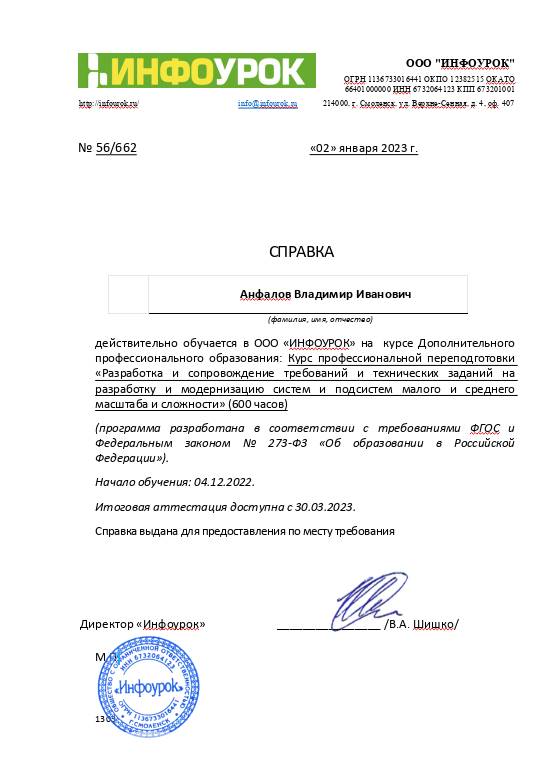 ИНФОУРОК
ООО "ИНФОУРОК"
ОГРН 1136733016441 ОКПО 12382515 ОКАТО
66401000000 ИНН 6732064123 КПП 673201001
http://infourok.ru/ info@infourok.ru 214000, г. Смоленск, ул. Верхне-Сенная, д. 4, оф. 407
№ 56/662 «02» января 2023 г.
СПРАВКА
Анфалов Владимир Иванович
(фамилия, имя, отчество)
действительно обучается в ООО «ИНФОУРОК» на курсе Дополнительного
профессионального образования: Курс профессиональной переподготовки
«Разработка и сопровождение требований и технических заданий на
разработку и модернизацию систем и подсистем малого и среднего
масштаба и сложности» (600 часов)
(программа разработана в соответствии с требованиями ФГОС и
Федеральным законом № 273-ФЗ «Об образовании в Российской
Федерации»).
Начало обучения: 04.12.2022.
Итоговая аттестация доступна с 30.03.2023.
Справка выдана для предоставления по месту требования
Директор «Инфоурок» /В.А. Шишко/
ОБЩЕСТВО С ОГРАНИЧЕННОЙ ОТВЕТСТВЕННОСТЬЮ
ИНН 6732064123
«Инфоурок»
ОГРН 1136733016441
Г.СМОЛЕНСК